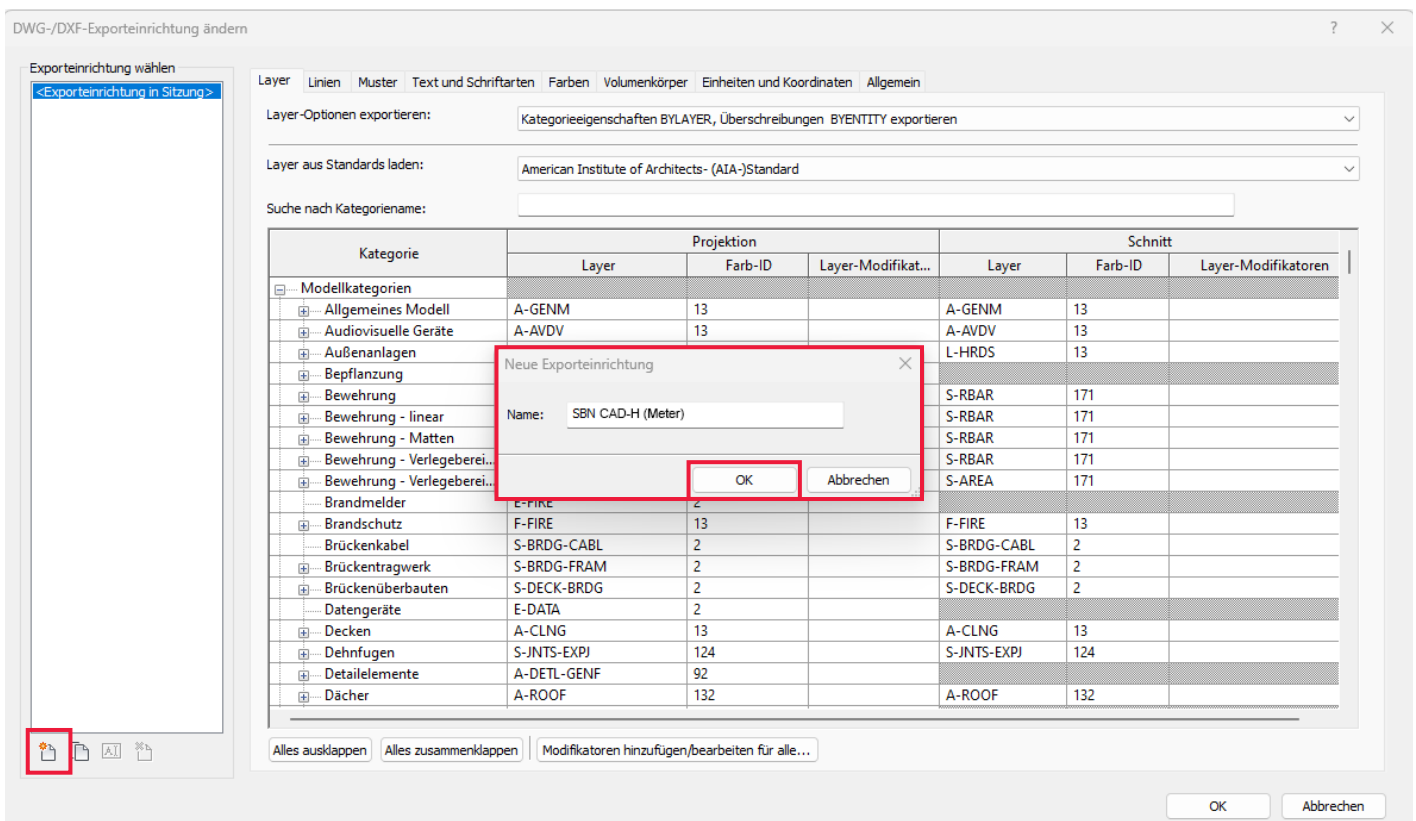 DWG-/DXF-Exporteinrichtung ändern ?
Exporteinrichtung wählen
<Exporteinrichtung in Sitzung>
Layer Linien Muster Text und Schriftarten Farben Volumenkörper Einheiten und Koordinaten Allgemein
Layer-Optionen exportieren: Kategorieeigenschaften BYLAYER, Überschreibungen BYENTITY exportieren
Layer aus Standards laden: American Institute of Architects- (AIA-)Standard
Suche nach Kategoriename:
Kategorie Projektion Schnitt
Layer Farb-ID Layer-Modifikat... Layer Farb-ID Layer-Modifikatoren
Modellkategorien
Allgemeines Modell A-GENM 13 A-GENM 13
Audiovisuelle Geräte A-AVDV 13 A-AVDV 13
Außenanlagen L-HRDS 13
Bepflanzung
Bewehrung S-RBAR 171
Bewehrung - linear S-RBAR 171
Bewehrung - Matten S-RBAR 171
Bewehrung - Verlegeberei... S-RBAR 171
Bewehrung - Verlegeberei... S-AREA 171
Neue Exporteinrichtung
Name: SBN CAD-H (Meter)
OK Abbrechen
Brandmelder E-FIRE 2
Brandschutz F-FIRE 13 F-FIRE 13
Brückenkabel S-BRDG-CABL 2 S-BRDG-CABL 2
Brückentragwerk S-BRDG-FRAM 2 S-BRDG-FRAM 2
Brückenüberbauten S-DECK-BRDG 2 S-DECK-BRDG 2
Datengeräte E-DATA 2
Decken A-CLNG 13 A-CLNG 13
Dehnfugen S-JNTS-EXPJ 124 S-JNTS-EXPJ 124
Detailelemente A-DETL-GENF 92
Dächer A-ROOF 132 A-ROOF 132
AI
Alles ausklappen Alles zusammenklappen Modifikatoren hinzufügen/bearbeiten für alle...
OK Abbrechen